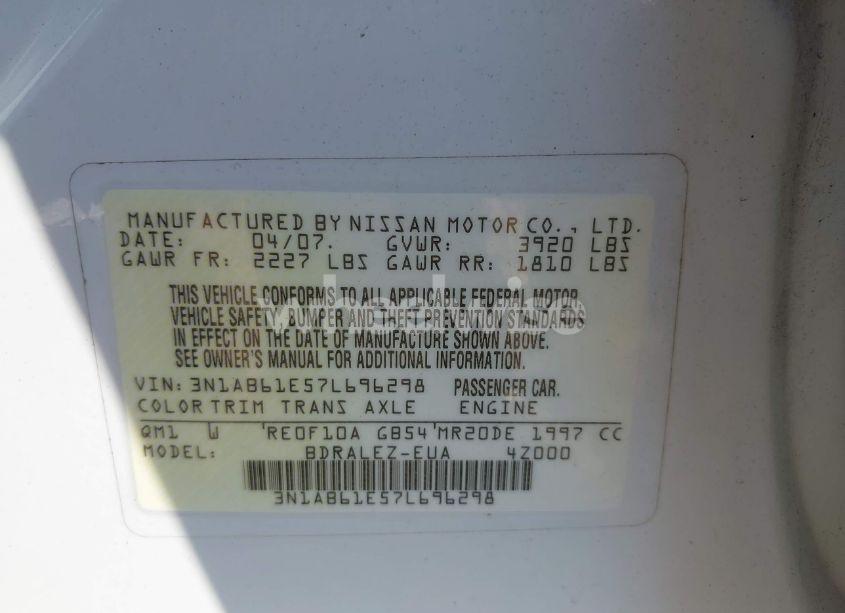 MANUFACTURED BY NISSAN MOTOR CO., LTD.
DATE: 04/07. GVWR: 3920 LBS
GAWR FR: 2227 LBS GAWR RR: 1810 LBS
THIS VEHICLE CONFORMS TO ALL APPLICABLE FEDERAL MOTOR
VEHICLE SAFETY, BUMPER AND THEFT PREVENTION STANDARDS
IN EFFECT ON THE DATE OF MANUFACTURE SHOWN ABOVE.
SEE OWNER'S MANUAL FOR ADDITIONAL INFORMATION.
VIN: 3N1AB61E57L696298 PASSENGER CAR.
COLOR TRIM TRANS AXLE ENGINE
QM1 W 'RE0F10A GB54'MR20DE 1997 CC
MODEL: BDRALEZ-EUA 4Z000
3N1AB61E57L696298